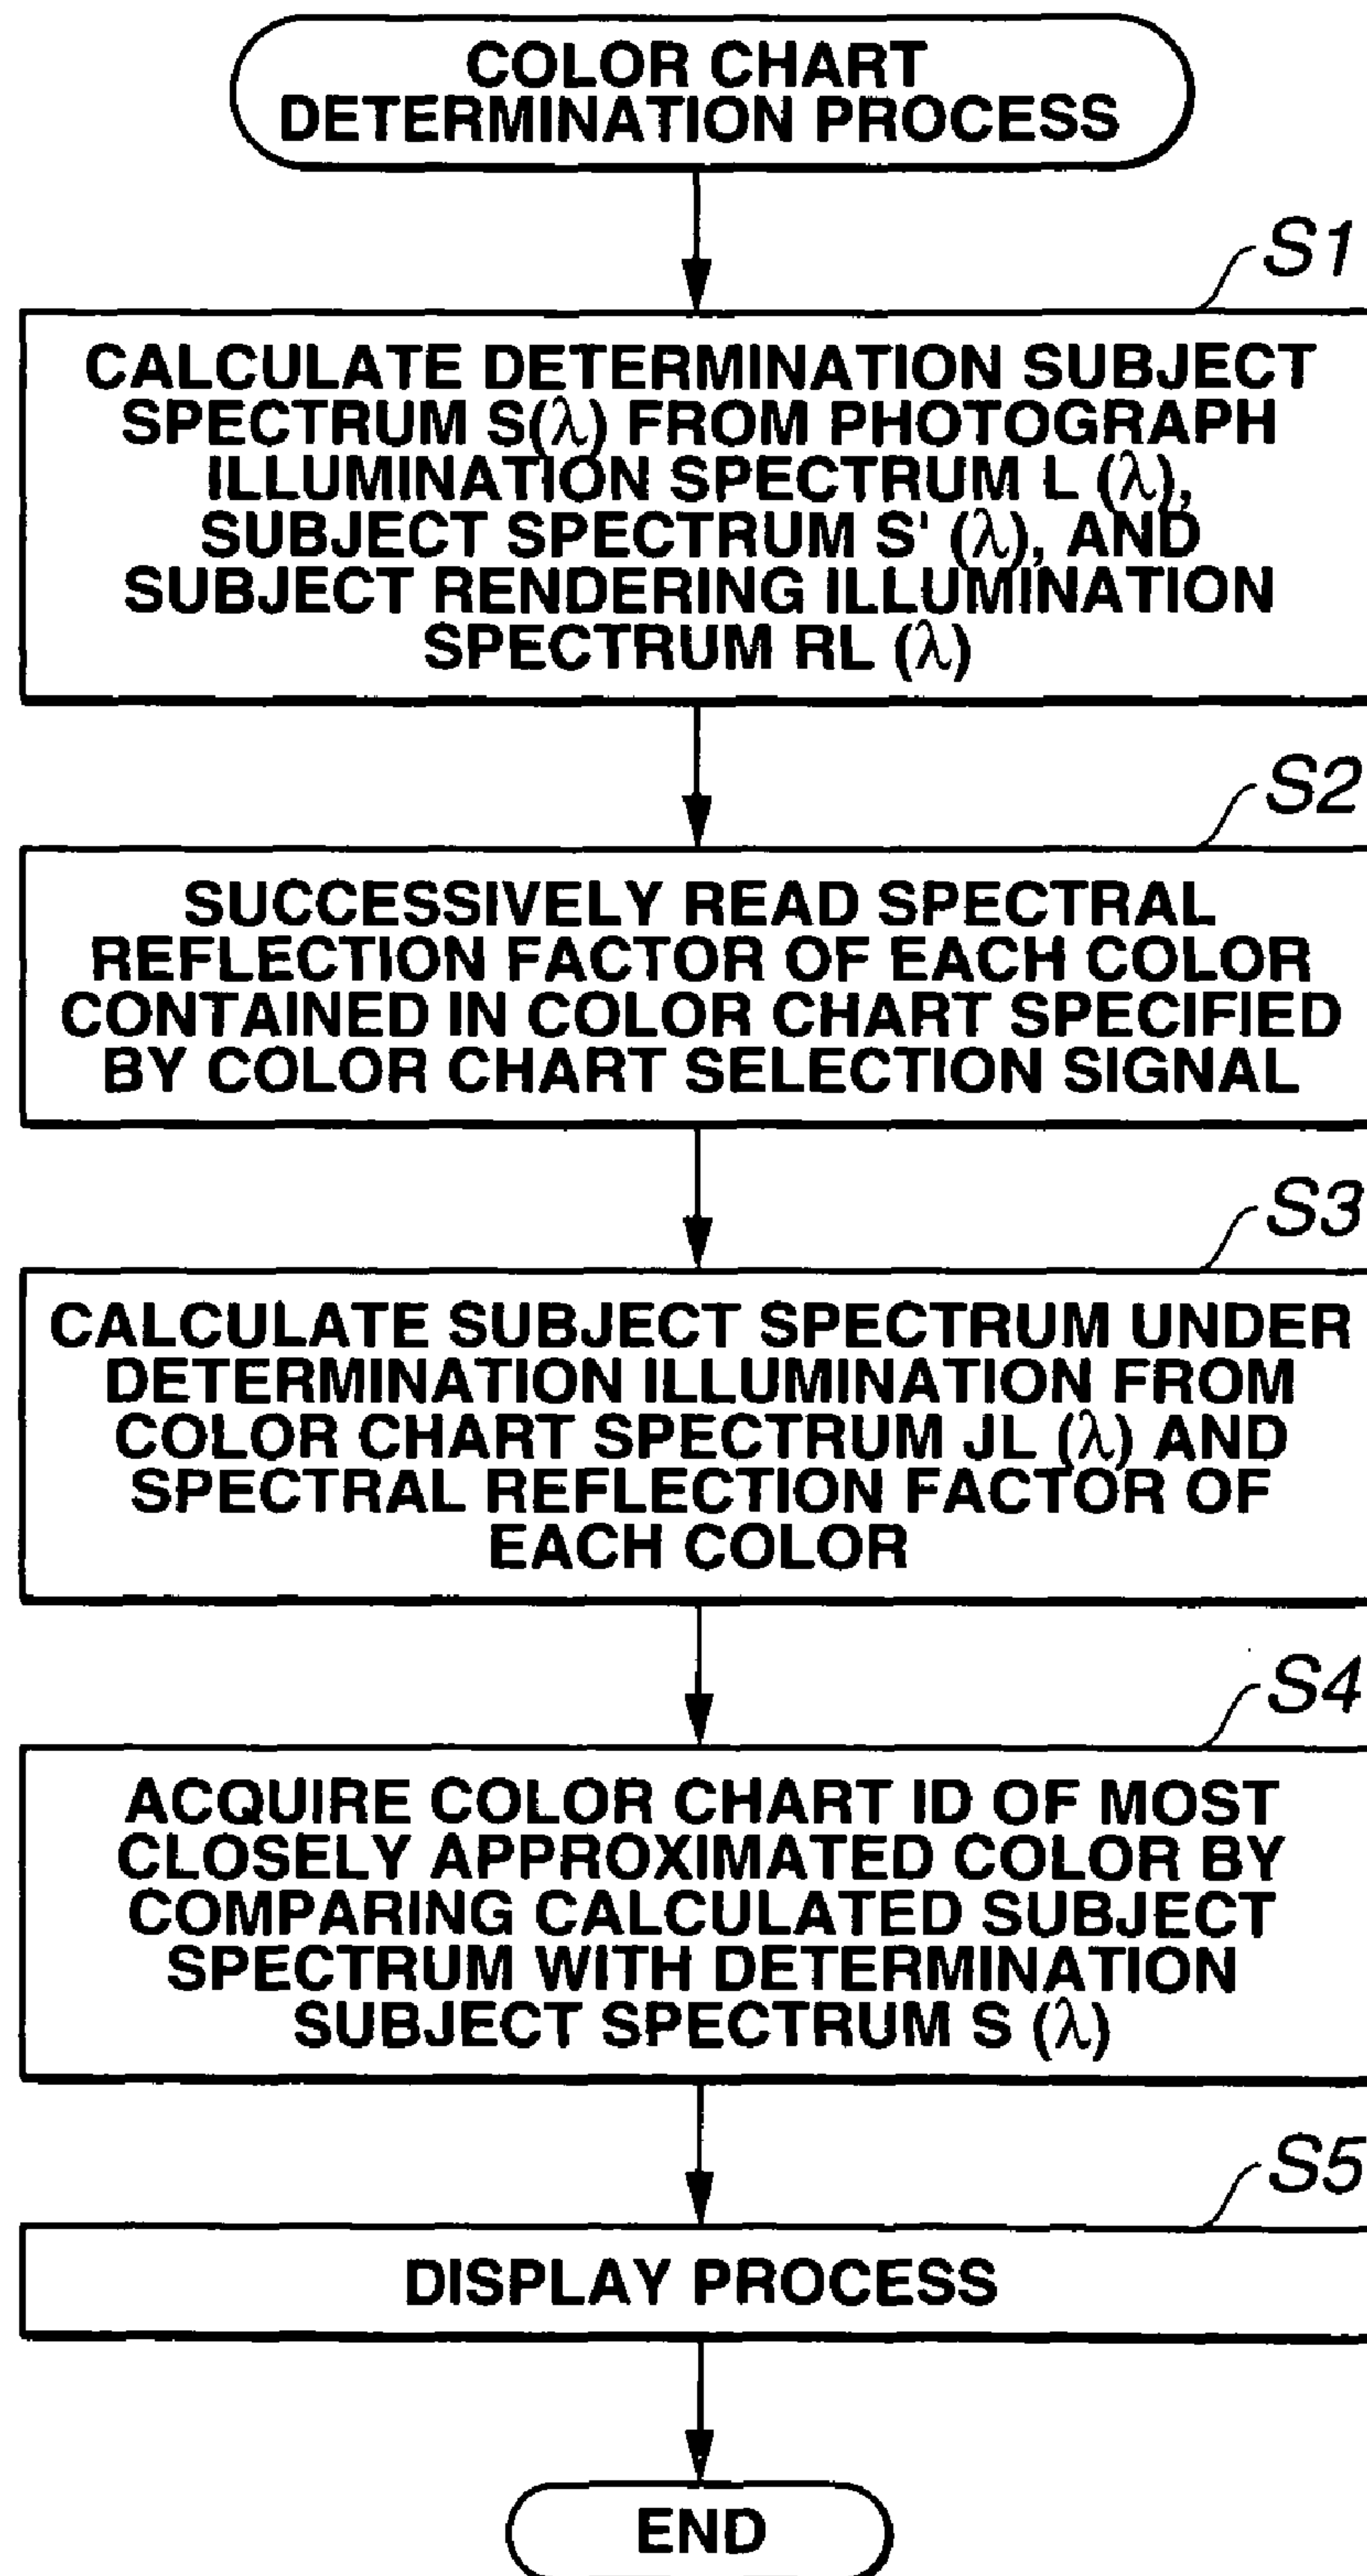 COLOR CHART
DETERMINATION PROCESS
S1
CALCULATE DETERMINATION SUBJECT
SPECTRUM S(λ) FROM PHOTOGRAPH
ILLUMINATION SPECTRUM L (λ),
SUBJECT SPECTRUM S' (λ), AND
SUBJECT RENDERING ILLUMINATION
SPECTRUM RL (λ)
S2
SUCCESSIVELY READ SPECTRAL
REFLECTION FACTOR OF EACH COLOR
CONTAINED IN COLOR CHART SPECIFIED
BY COLOR CHART SELECTION SIGNAL
S3
CALCULATE SUBJECT SPECTRUM UNDER
DETERMINATION ILLUMINATION FROM
COLOR CHART SPECTRUM JL (λ) AND
SPECTRAL REFLECTION FACTOR OF
EACH COLOR
S4
ACQUIRE COLOR CHART ID OF MOST
CLOSELY APPROXIMATED COLOR BY
COMPARING CALCULATED SUBJECT
SPECTRUM WITH DETERMINATION
SUBJECT SPECTRUM S (λ)
S5
DISPLAY PROCESS
END